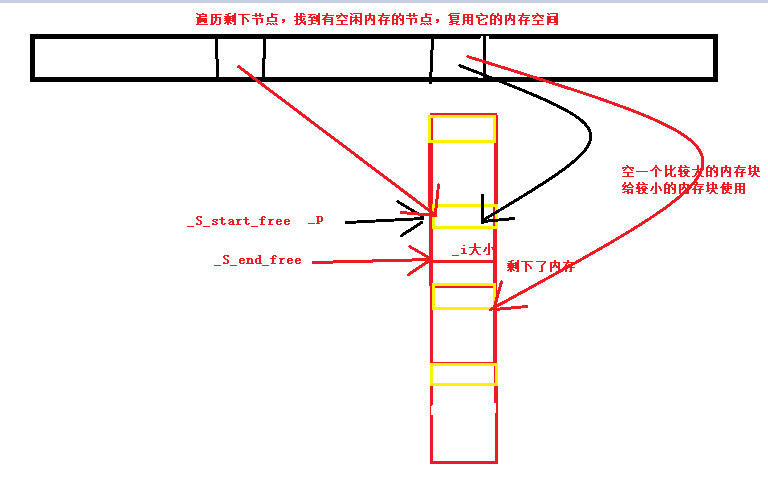 遍历剩下节点，找到有空闲内存的节点，复用它的内存空间
空一个比较大的内存块
给较小的内存块使用
_S_start_free _P
_i大小
_S_end_free
剩下了内存